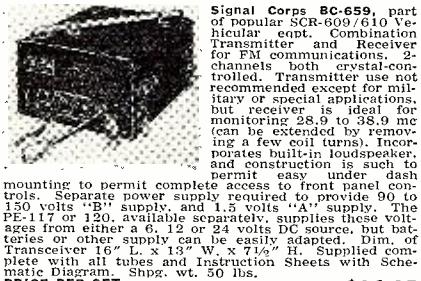 Signal Corps BC-659, part
of popular SCR-609/610 Ve-
hicular eqpt. Combination
Transmitter and Receiver
for FM communications. 2-
channels both crystal-con-
trolled. Transmitter use not
recommended except for mil-
itary or special applications,
but receiver is ideal for
monitoring 28.9 to 38.9 mc
(can be extended by remov-
ing a few coil turns). Incor-
porates built-in loudspeaker,
and construction is such to
permit easy under dash
mounting to permit complete access to front panel con-
trols. Separate power supply required to provide 90 to
150 volts "B" supply, and 1.5 volts "A" supply. The
PE-117 or 120, available separately, supplies these volt-
ages from either a 6, 12 or 24 volts DC source, but bat-
teries or other supply can be easily adapted. Dim. of
Transceiver 16" L. x 13" W. x 7½" H. Supplied com-
plete with all tubes and Instruction Sheets with Sche-
matic Diagram. Shpg. wt. 50 lbs.